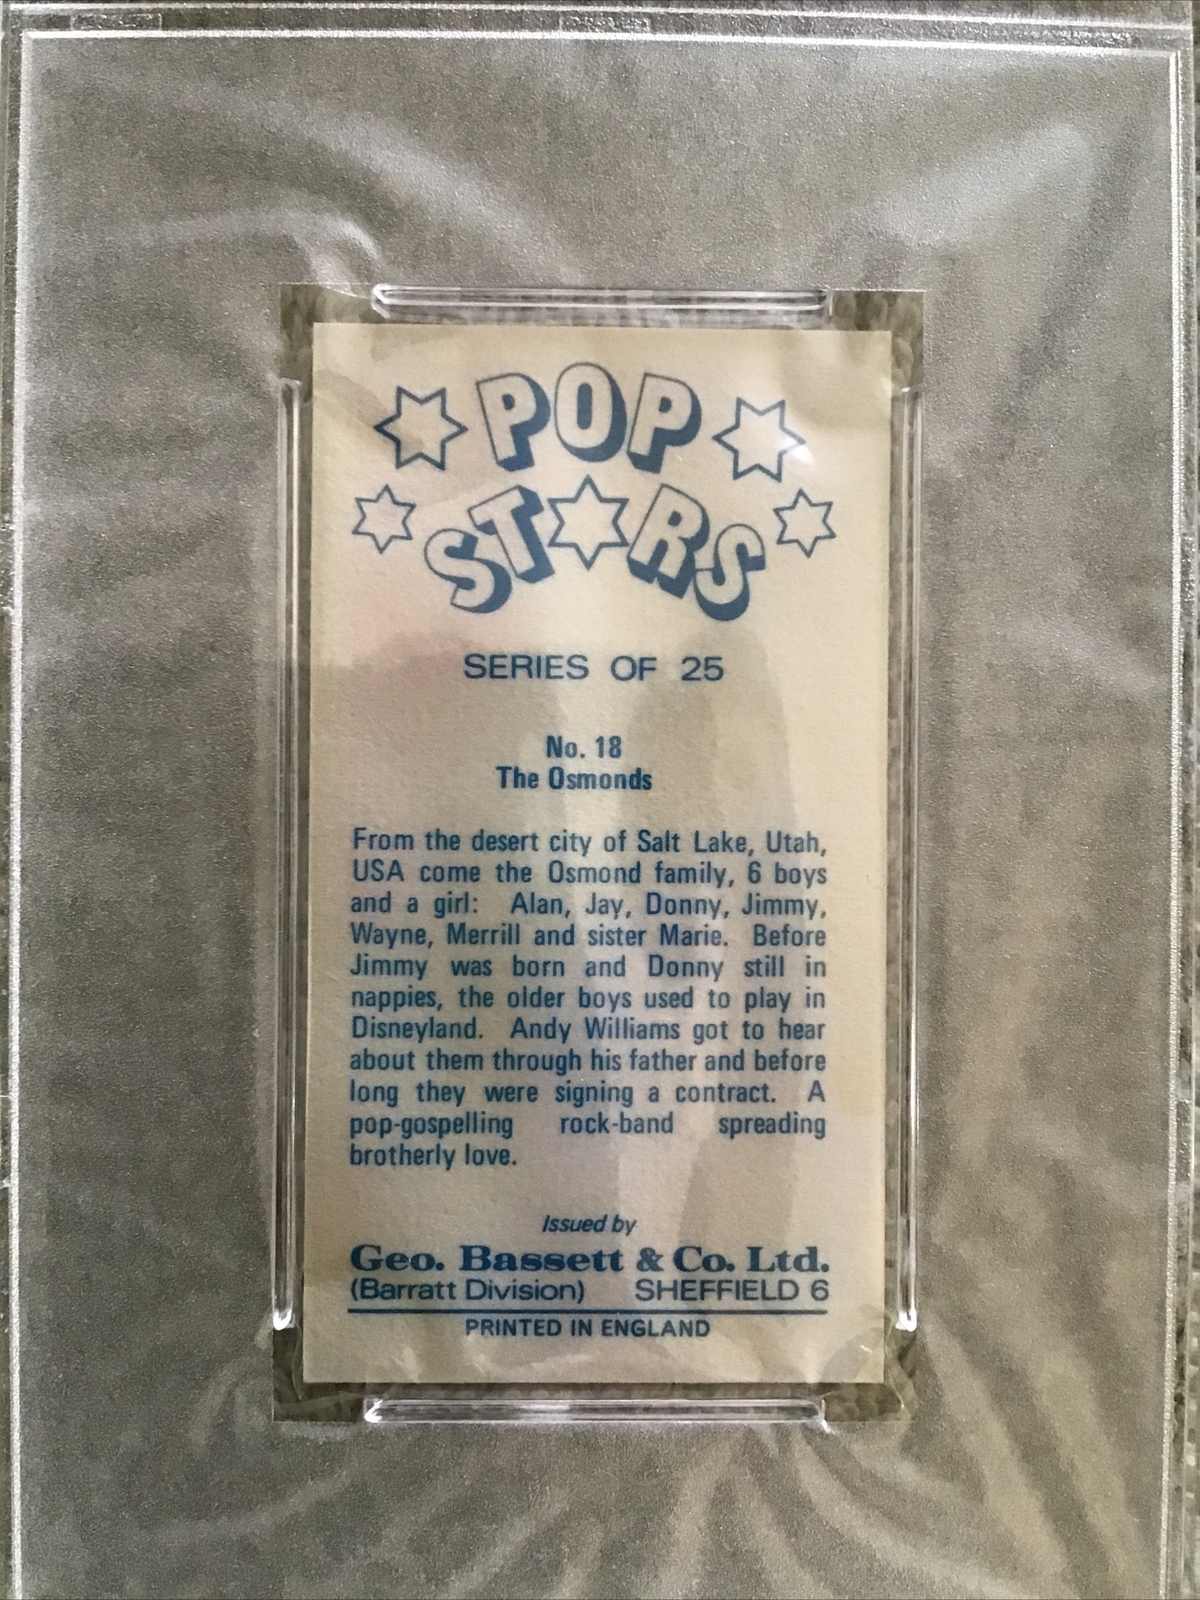 POP
STARS
SERIES OF 25
No. 18
The Osmonds
From the desert city of Salt Lake, Utah,
USA come the Osmond family, 6 boys
and a girl: Alan, Jay, Donny, Jimmy,
Wayne, Merrill and sister Marie. Before
Jimmy was born and Donny still in
nappies, the older boys used to play in
Disneyland. Andy Williams got to hear
about them through his father and before
long they were signing a contract. A
pop-gospelling rock-band spreading
brotherly love.
Issued by
Geo. Bassett & Co. Ltd.
(Barratt Division) SHEFFIELD 6
PRINTED IN ENGLAND